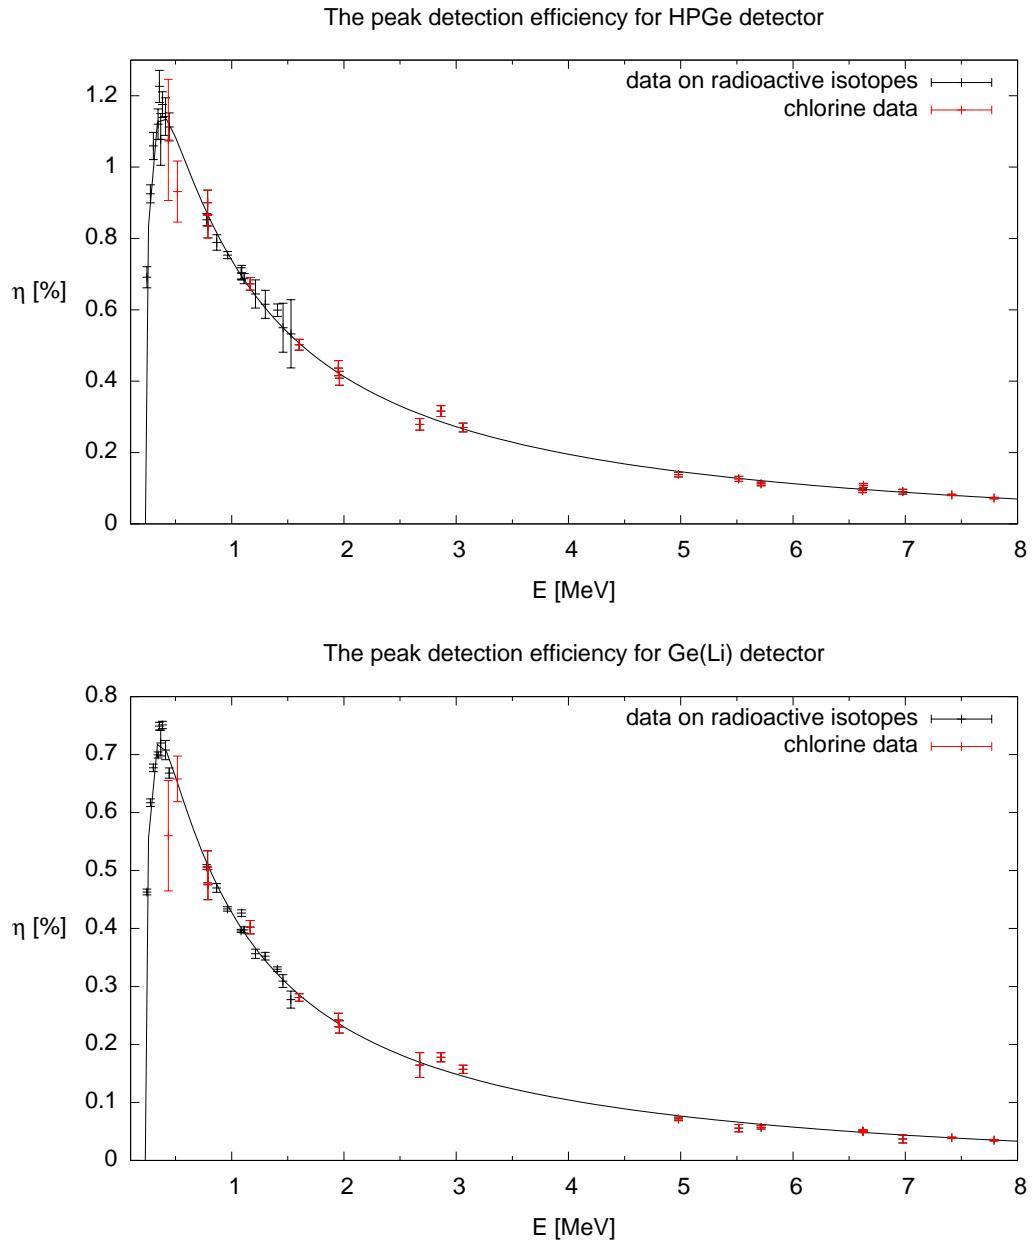 The peak detection efficiency for HPGe detector
data on radioactive isotopes
chlorine data
1.2
1
0.8
0.6
0.4
0.2
0
η [%]
1 2 3 4 5 6 7 8
E [MeV]
The peak detection efficiency for Ge(Li) detector
data on radioactive isotopes
chlorine data
0.8
0.7
0.6
0.5
0.4
0.3
0.2
0.1
0
η [%]
1 2 3 4 5 6 7 8
E [MeV]